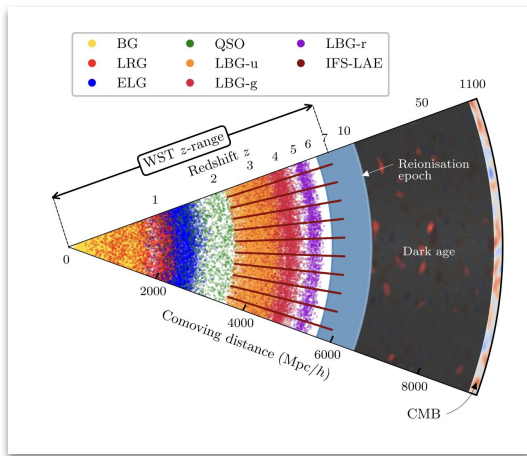 BG
LRG
ELG
QSO
LBG-u
LBG-g
LBG-r
IFS-LAE
WST z-range
Redshift z
0
1
2
3
4
5
6
7
10
50
1100
Reionisation
epoch
Dark age
2000
4000
6000
8000
Comoving distance (Mpc/h)
CMB